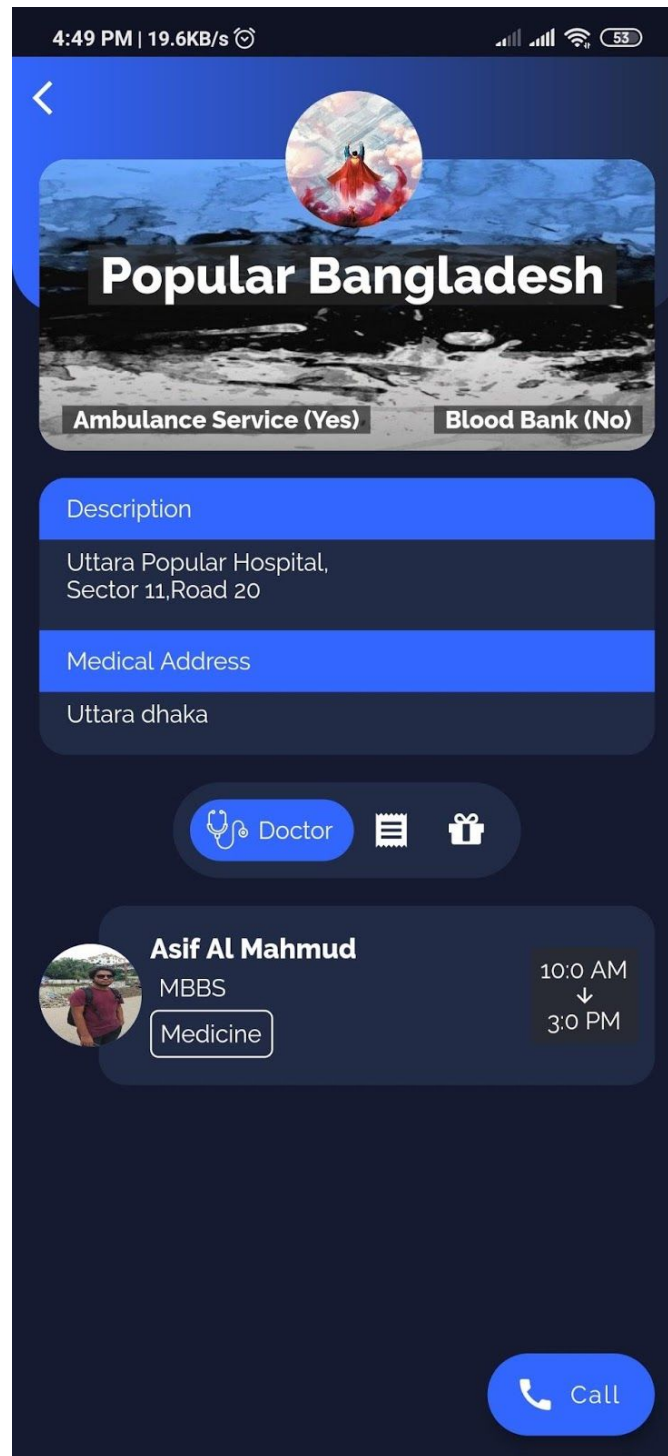 4:49 PM | 19.6KB/s
53
Popular Bangladesh
Ambulance Service (Yes) Blood Bank (No)
Description
Uttara Popular Hospital,
Sector 11,Road 20
Medical Address
Uttara dhaka
Doctor
Asif Al Mahmud
MBBS
Medicine
10:0 AM
3:0 PM
Call